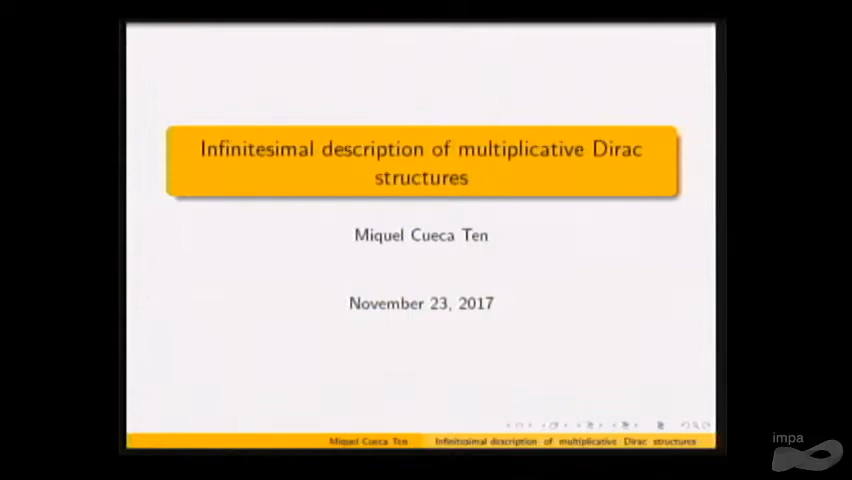 Infinitesimal description of multiplicative Dirac
structures
Miquel Cueca Ten
November 23, 2017
Miquel Cueca Ten
Infinitesimal description of multiplicative Dirac structures
impa